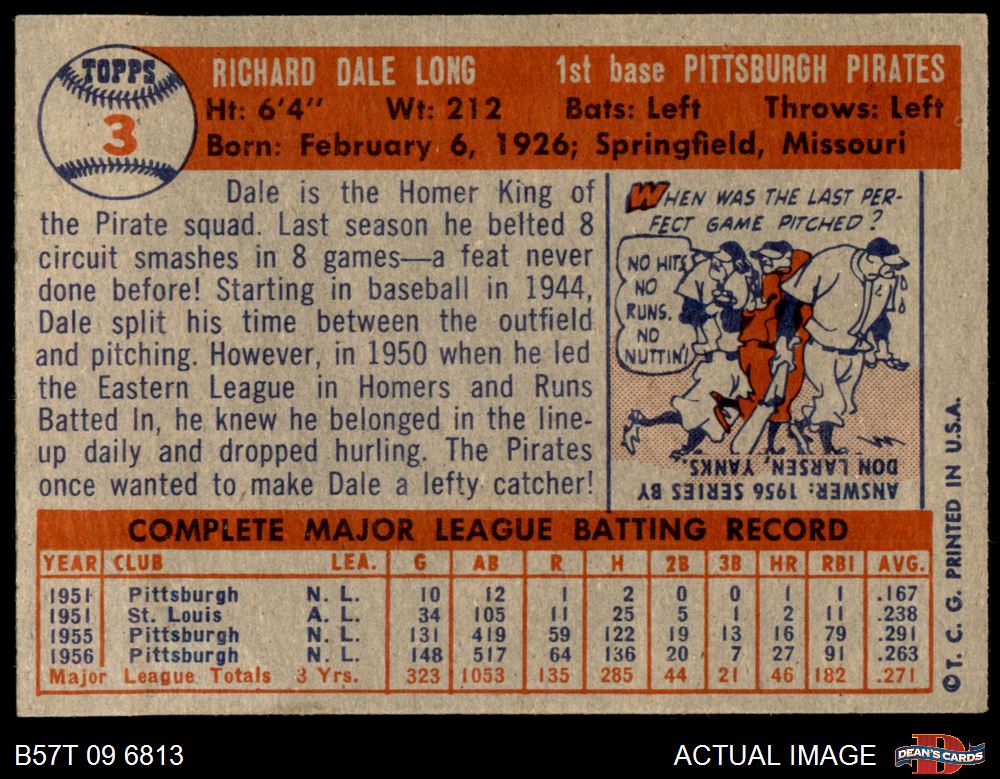 TOPPS
3
RICHARD DALE LONG 1st base PITTSBURGH PIRATES
Ht: 6'4" Wt: 212 Bats: Left Throws: Left
Born: February 6, 1926; Springfield, Missouri
Dale is the Homer King of
the Pirate squad. Last season he belted 8
circuit smashes in 8 games—a feat never
done before! Starting in baseball in 1944,
Dale split his time between the outfield
and pitching. However, in 1950 when he led
the Eastern League in Homers and Runs
Batted In, he knew he belonged in the line-
up daily and dropped hurling. The Pirates
once wanted to make Dale a lefty catcher!
WHEN WAS THE LAST PER-
FECT GAME PITCHED?
NO HITS
NO
RUNS.
NO
NUTTIN'!
ANSWER: 1956 SERIES BY
DON LARSEN, YANKS.
COMPLETE MAJOR LEAGUE BATTING RECORD
YEAR CLUB LEA. G AB R H 2B 3B HR RBI AVG.
1951 Pittsburgh N. L. 10 12 1 2 0 0 1 1 .167
1951 St. Louis A. L. 34 105 11 25 5 1 2 11 .238
1955 Pittsburgh N. L. 131 419 59 122 19 13 16 79 .291
1956 Pittsburgh N. L. 148 517 64 136 20 7 27 91 .263
Major League Totals 3 Yrs. 323 1053 135 285 44 21 46 182 .271
© T. C. G. PRINTED IN U.S.A.
B57T 09 6813 ACTUAL IMAGE
D
DEAN'S CARDS